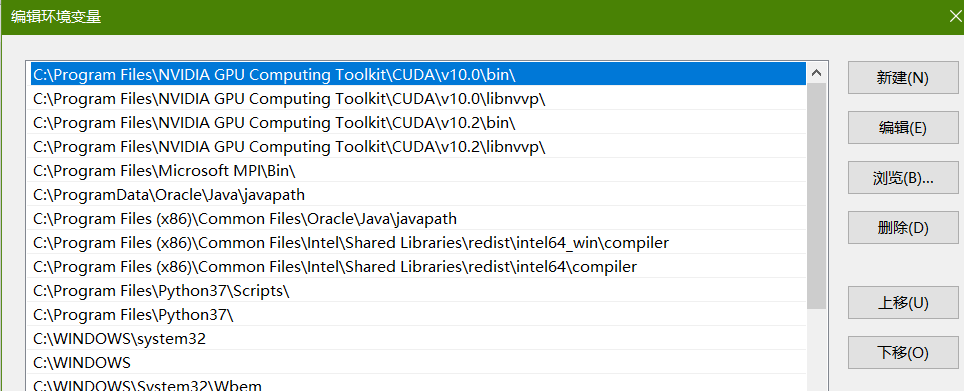 编辑环境变量
C:\Program Files\NVIDIA GPU Computing Toolkit\CUDA\v10.0\bin\
C:\Program Files\NVIDIA GPU Computing Toolkit\CUDA\v10.0\libnvvp\
C:\Program Files\NVIDIA GPU Computing Toolkit\CUDA\v10.2\bin\
C:\Program Files\NVIDIA GPU Computing Toolkit\CUDA\v10.2\libnvvp\
C:\Program Files\Microsoft MPI\Bin\
C:\ProgramData\Oracle\Java\javapath
C:\Program Files (x86)\Common Files\Oracle\Java\javapath
C:\Program Files (x86)\Common Files\Intel\Shared Libraries\redist\intel64_win\compiler
C:\Program Files (x86)\Common Files\Intel\Shared Libraries\redist\intel64\compiler
C:\Program Files\Python37\Scripts\
C:\Program Files\Python37\
C:\WINDOWS\system32
C:\WINDOWS
C:\WINDOWS\System32\Wbem
新建(N)
编辑(E)
浏览(B)...
删除(D)
上移(U)
下移(O)